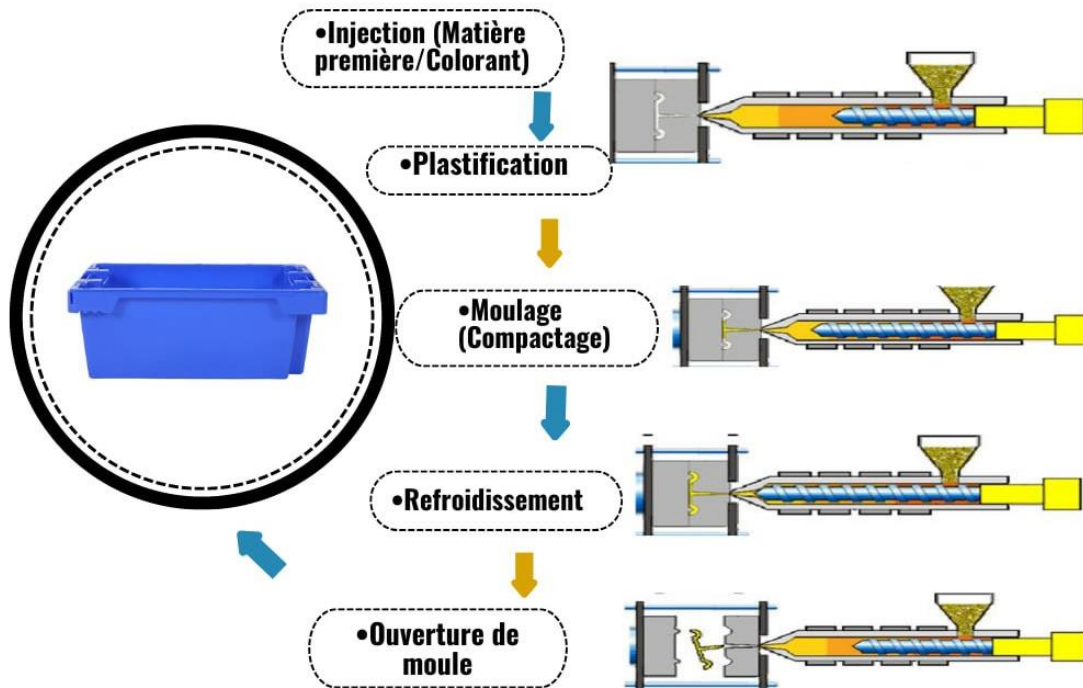 •Injection (Matière
première/Colorant)
•Plastification
•Moulage
(Compactage)
•Refroidissement
•Ouverture de
moule